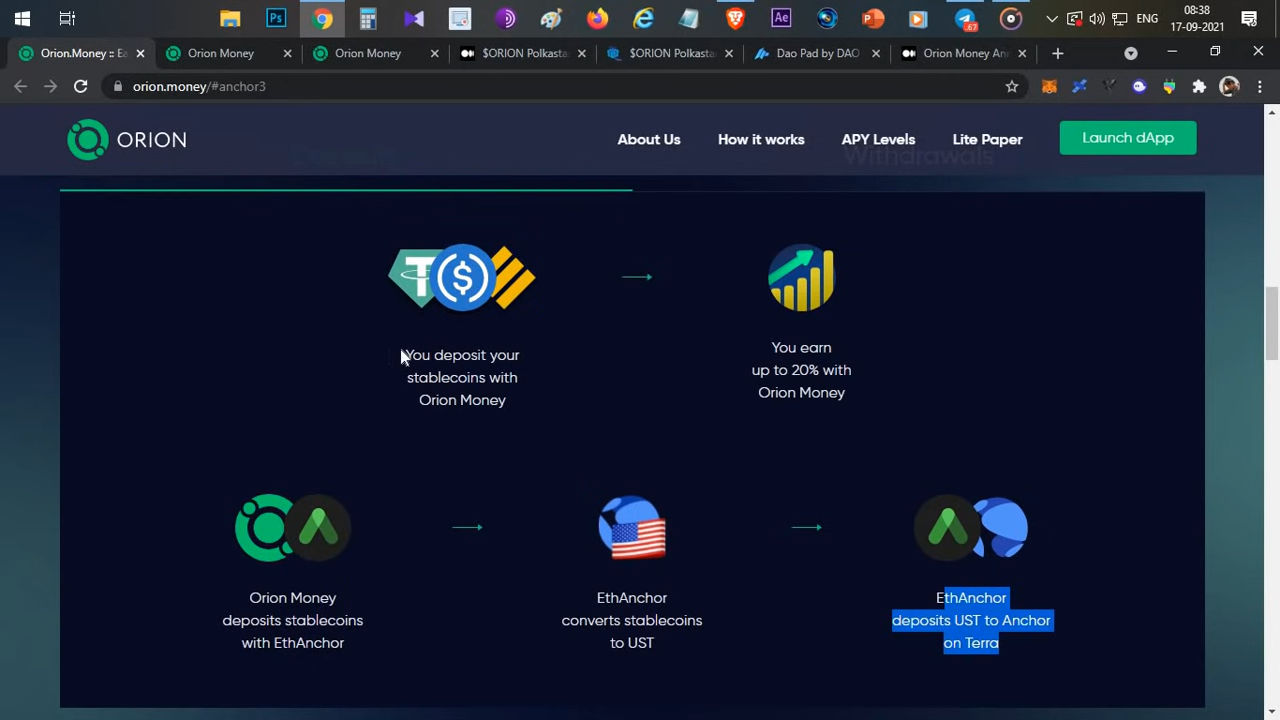 08:38
ENG
67
17-09-2021
Orion.Money :: Ea
Orion Money
Orion Money
$ORION Polkasta
$ORION Polkasta
Dao Pad by DAO
Orion Money An
orion.money/#anchor3
ORION
About Us
How it works
APY Levels
Lite Paper
Launch dApp
Withdrawals
You deposit your
stablecoins with
Orion Money
You earn
up to 20% with
Orion Money
Orion Money
deposits stablecoins
with EthAnchor
EthAnchor
converts stablecoins
to UST
EthAnchor
deposits UST to Anchor
on Terra